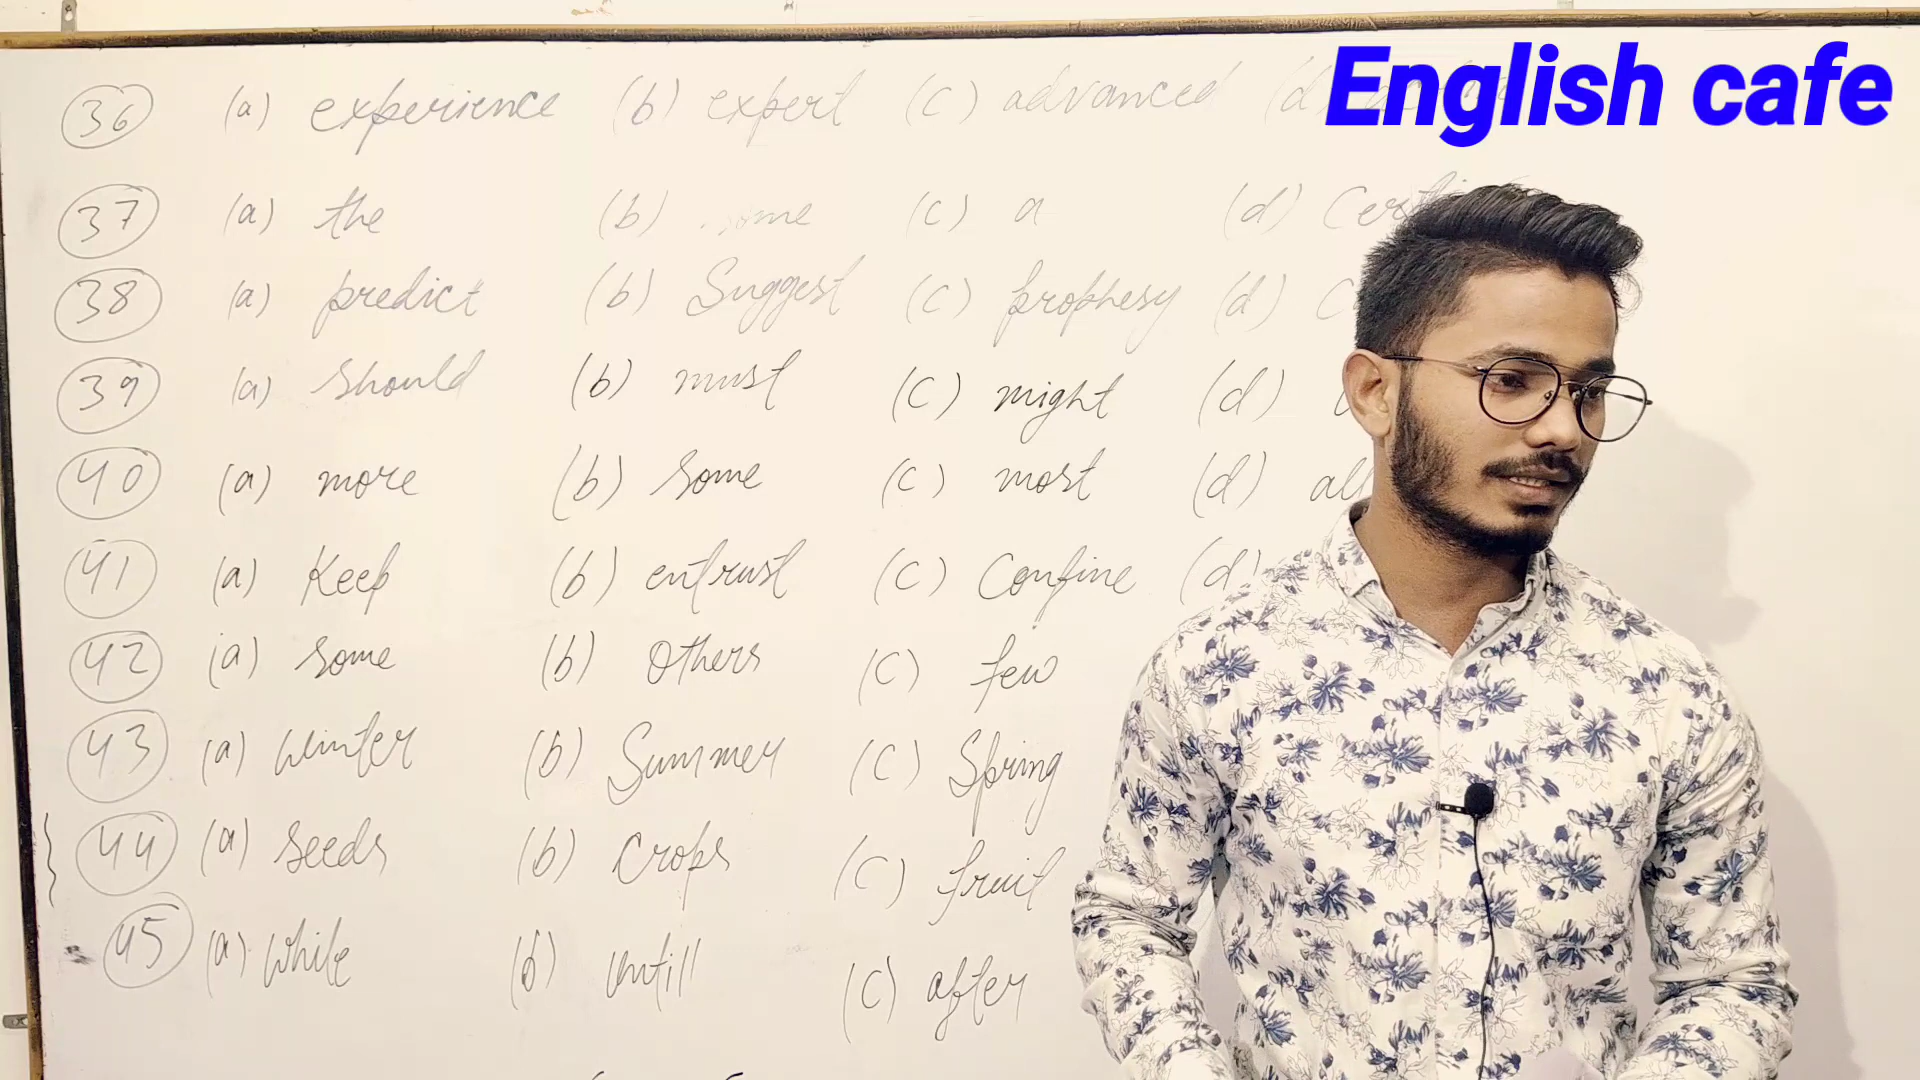 English cafe
36 (a) experience (b) expert (c) advanced (d)
37 (a) the (b) some (c) a (d)
38 (a) predict (b) Suggest (c) prophesy (d)
39 (a) should (b) must (c) might (d)
40 (a) more (b) some (c) most (d) all
41 (a) Keep (b) entrust (c) Confine (d)
42 (a) some (b) others (c) few
43 (a) Winter (b) Summer (c) Spring
44 (a) seeds (b) crops (c) fruit
45 (a) While (b) Untill (c) after